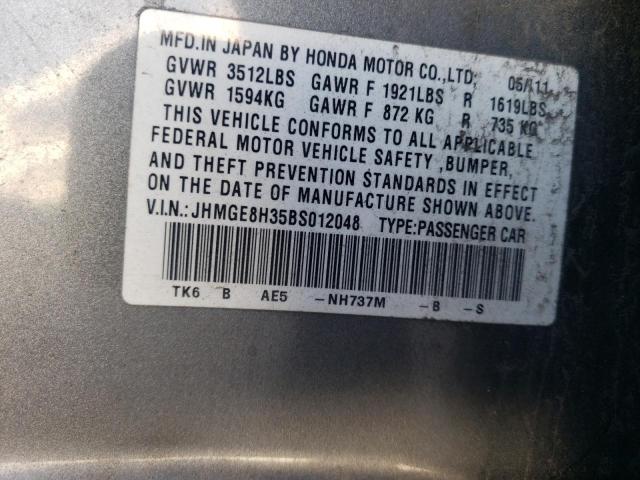 MFD.IN JAPAN BY HONDA MOTOR CO.,LTD. 05/11
GVWR 3512LBS GAWR F 1921LBS R 1619LBS
GVWR 1594KG GAWR F 872 KG R 735 KG
THIS VEHICLE CONFORMS TO ALL APPLICABLE
FEDERAL MOTOR VEHICLE SAFETY ,BUMPER,
AND THEFT PREVENTION STANDARDS IN EFFECT
ON THE DATE OF MANUFACTURE SHOWN ABOVE.
V.I.N.:JHMGE8H35BS012048 TYPE:PASSENGER CAR
TK6 B AE5 -NH737M -B -S